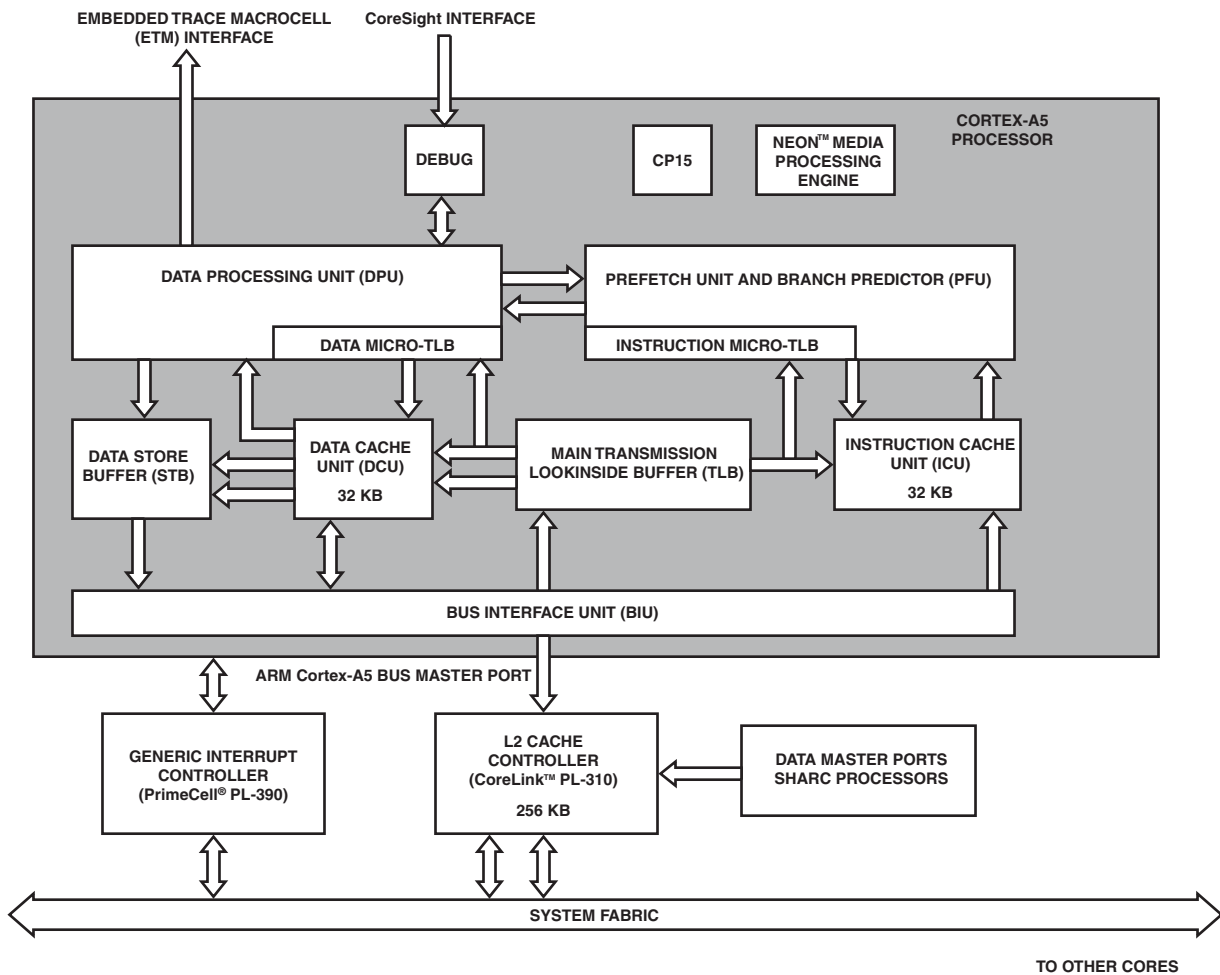 EMBEDDED TRACE MACROCELL
(ETM) INTERFACE
CoreSight INTERFACE
CORTEX-A5
PROCESSOR
DEBUG
CP15
NEON™ MEDIA
PROCESSING
ENGINE
DATA PROCESSING UNIT (DPU)
PREFETCH UNIT AND BRANCH PREDICTOR (PFU)
DATA MICRO-TLB
INSTRUCTION MICRO-TLB
DATA STORE
BUFFER (STB)
DATA CACHE
UNIT (DCU)
32 KB
MAIN TRANSMISSION
LOOKINSIDE BUFFER (TLB)
INSTRUCTION CACHE
UNIT (ICU)
32 KB
BUS INTERFACE UNIT (BIU)
ARM Cortex-A5 BUS MASTER PORT
GENERIC INTERRUPT
CONTROLLER
(PrimeCell® PL-390)
L2 CACHE
CONTROLLER
(CoreLink™ PL-310)
256 KB
DATA MASTER PORTS
SHARC PROCESSORS
SYSTEM FABRIC
TO OTHER CORES